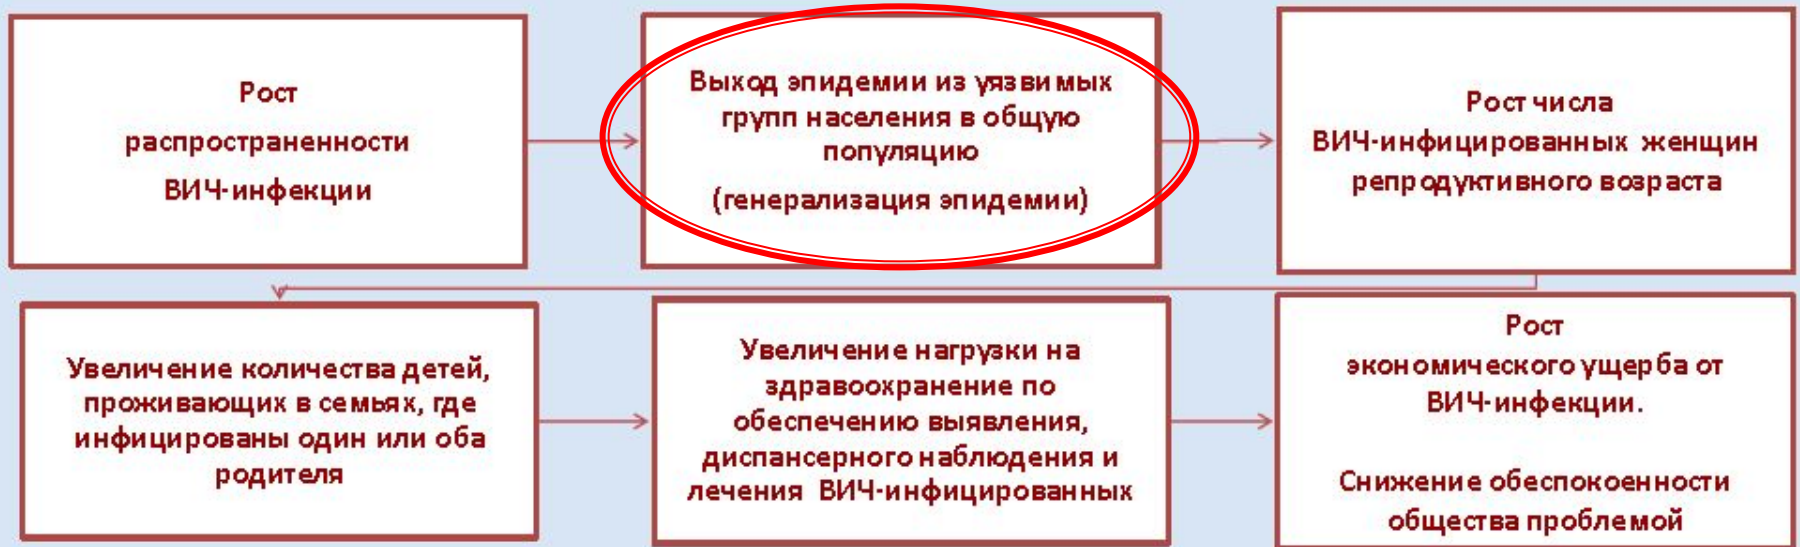 Рост
распространенности
ВИЧ-инфекции
Выход эпидемии из уязвимых
групп населения в общую
популяцию
(генерализация эпидемии)
Рост числа
ВИЧ-инфицированных женщин
репродуктивного возраста
Увеличение количества детей,
проживающих в семьях, где
инфицированы один или оба
родителя
Увеличение нагрузки на
здравоохранение по
обеспечению выявления,
диспансерного наблюдения и
лечения ВИЧ-инфицированных
Рост
экономического ущерба от
ВИЧ-инфекции.
Снижение обеспокоенности
общества проблемой